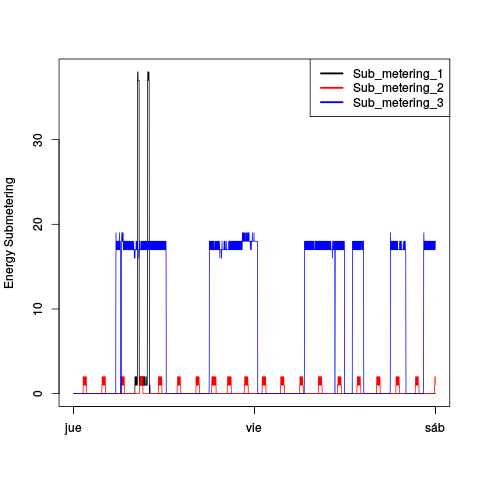 Sub_metering_1
Sub_metering_2
Sub_metering_3
Energy Submetering
30
20
10
0
jue vie sáb